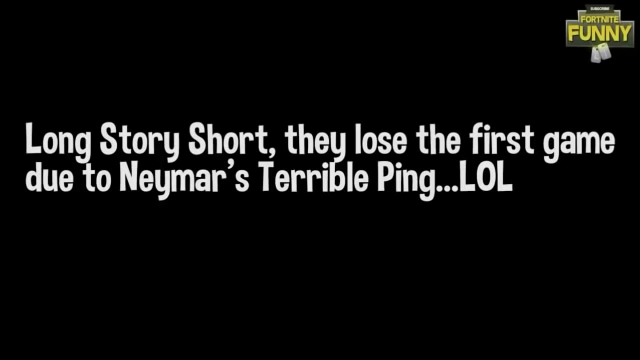 SUBSCRIBE
FORTNITE
FUNNY
Long Story Short, they lose the first game
due to Neymar's Terrible Ping...LOL